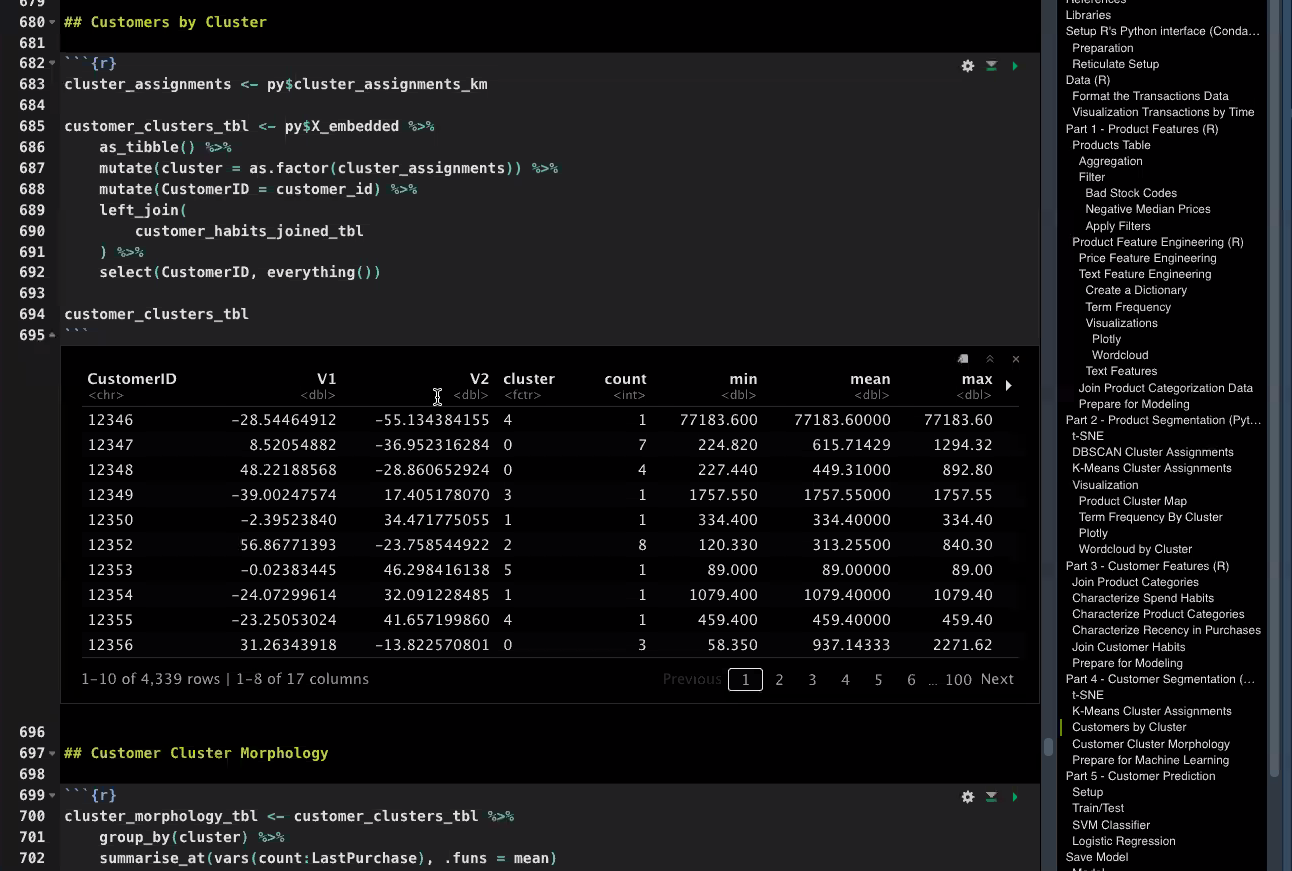 679
680 ## Customers by Cluster
681
682 ```{r}
683 cluster_assignments <- py$cluster_assignments_km
684
685 customer_clusters_tbl <- py$X_embedded %>%
686 as_tibble() %>%
687 mutate(cluster = as.factor(cluster_assignments)) %>%
688 mutate(CustomerID = customer_id) %>%
689 left_join(
690 customer_habits_joined_tbl
691 ) %>%
692 select(CustomerID, everything())
693
694 customer_clusters_tbl
695 ```
CustomerID V1 V2 cluster count min mean max
<chr> <dbl> <dbl> <fctr> <int> <dbl> <dbl> <dbl>
12346 -28.54464912 -55.134384155 4 1 77183.600 77183.60000 77183.60
12347 8.52054882 -36.952316284 0 7 224.820 615.71429 1294.32
12348 48.22188568 -28.860652924 0 4 227.440 449.31000 892.80
12349 -39.00247574 17.405178070 3 1 1757.550 1757.55000 1757.55
12350 -2.39523840 34.471775055 1 1 334.400 334.40000 334.40
12352 56.86771393 -23.758544922 2 8 120.330 313.25500 840.30
12353 -0.02383445 46.298416138 5 1 89.000 89.00000 89.00
12354 -24.07299614 32.091228485 1 1 1079.400 1079.40000 1079.40
12355 -23.25053024 41.657199860 4 1 459.400 459.40000 459.40
12356 31.26343918 -13.822570801 0 3 58.350 937.14333 2271.62
1-10 of 4,339 rows | 1-8 of 17 columns Previous 1 2 3 4 5 6 ... 100 Next
696
697 ## Customer Cluster Morphology
698
699 ```{r}
700 cluster_morphology_tbl <- customer_clusters_tbl %>%
701 group_by(cluster) %>%
702 summarise_at(vars(count:LastPurchase), .funs = mean)
References
Libraries
Setup R's Python interface (Conda...
Preparation
Reticulate Setup
Data (R)
Format the Transactions Data
Visualization Transactions by Time
Part 1 - Product Features (R)
Products Table
Aggregation
Filter
Bad Stock Codes
Negative Median Prices
Apply Filters
Product Feature Engineering (R)
Price Feature Engineering
Text Feature Engineering
Create a Dictionary
Term Frequency
Visualizations
Plotly
Wordcloud
Text Features
Join Product Categorization Data
Prepare for Modeling
Part 2 - Product Segmentation (Pyt...
t-SNE
DBSCAN Cluster Assignments
K-Means Cluster Assignments
Visualization
Product Cluster Map
Term Frequency By Cluster
Plotly
Wordcloud by Cluster
Part 3 - Customer Features (R)
Join Product Categories
Characterize Spend Habits
Characterize Product Categories
Characterize Recency in Purchases
Join Customer Habits
Prepare for Modeling
Part 4 - Customer Segmentation (...
t-SNE
K-Means Cluster Assignments
Customers by Cluster
Customer Cluster Morphology
Prepare for Machine Learning
Part 5 - Customer Prediction
Setup
Train/Test
SVM Classifier
Logistic Regression
Save Model